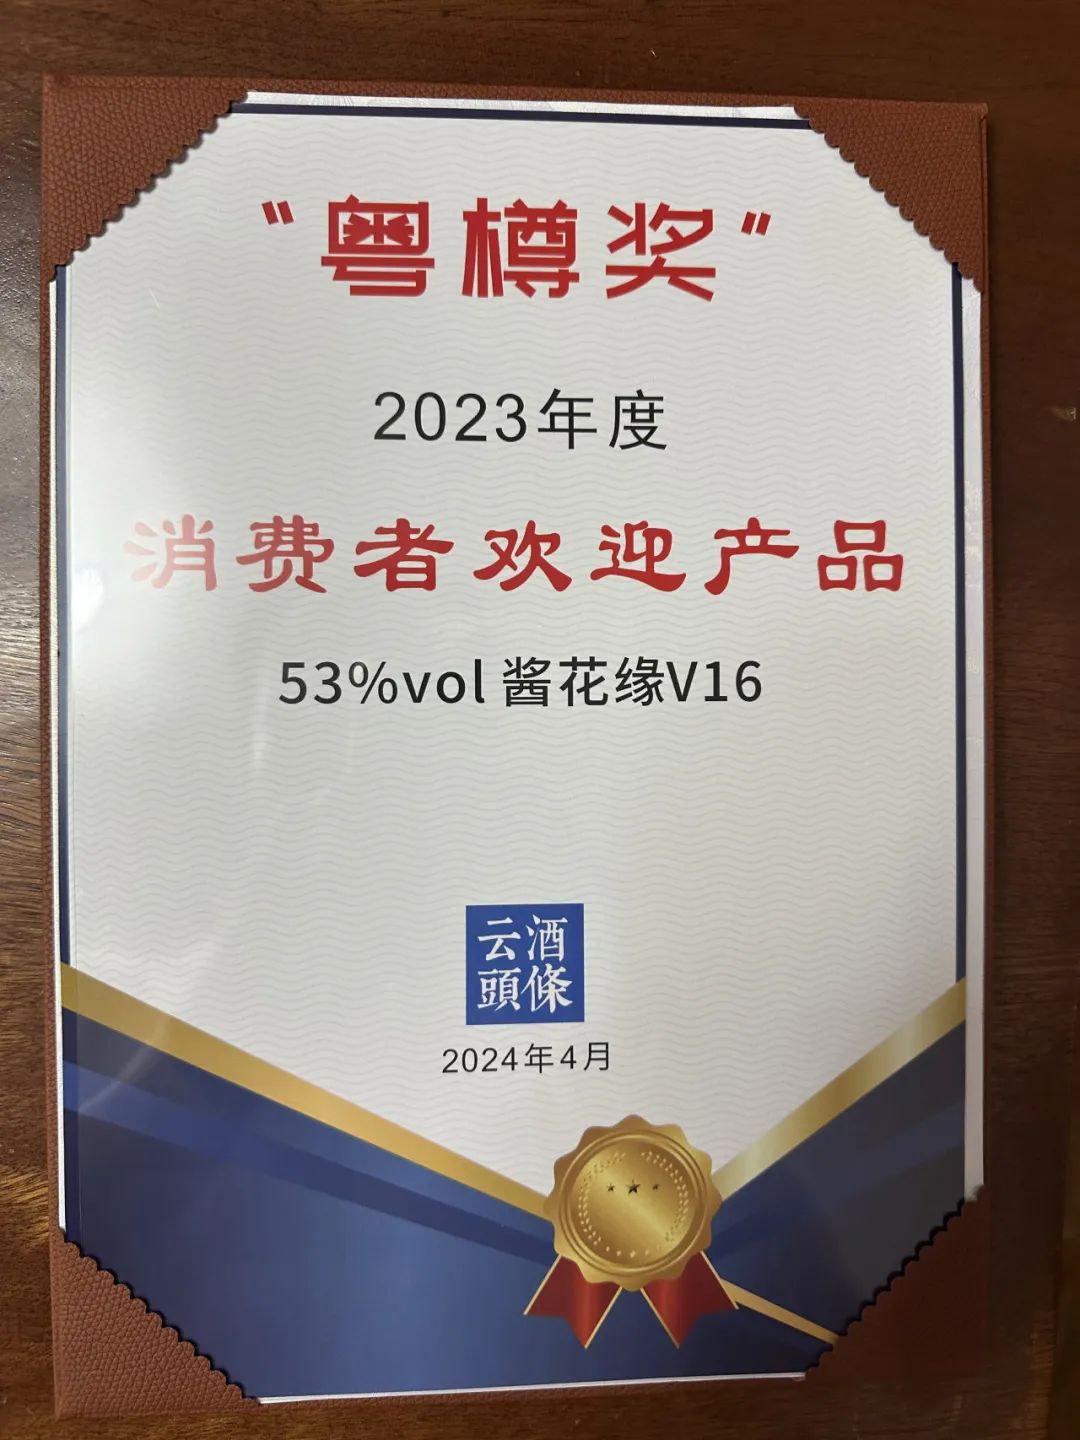 “粤樽奖”
2023年度
消费者欢迎产品
53%vol 酱花缘V16
云酒
頭條
2024年4月